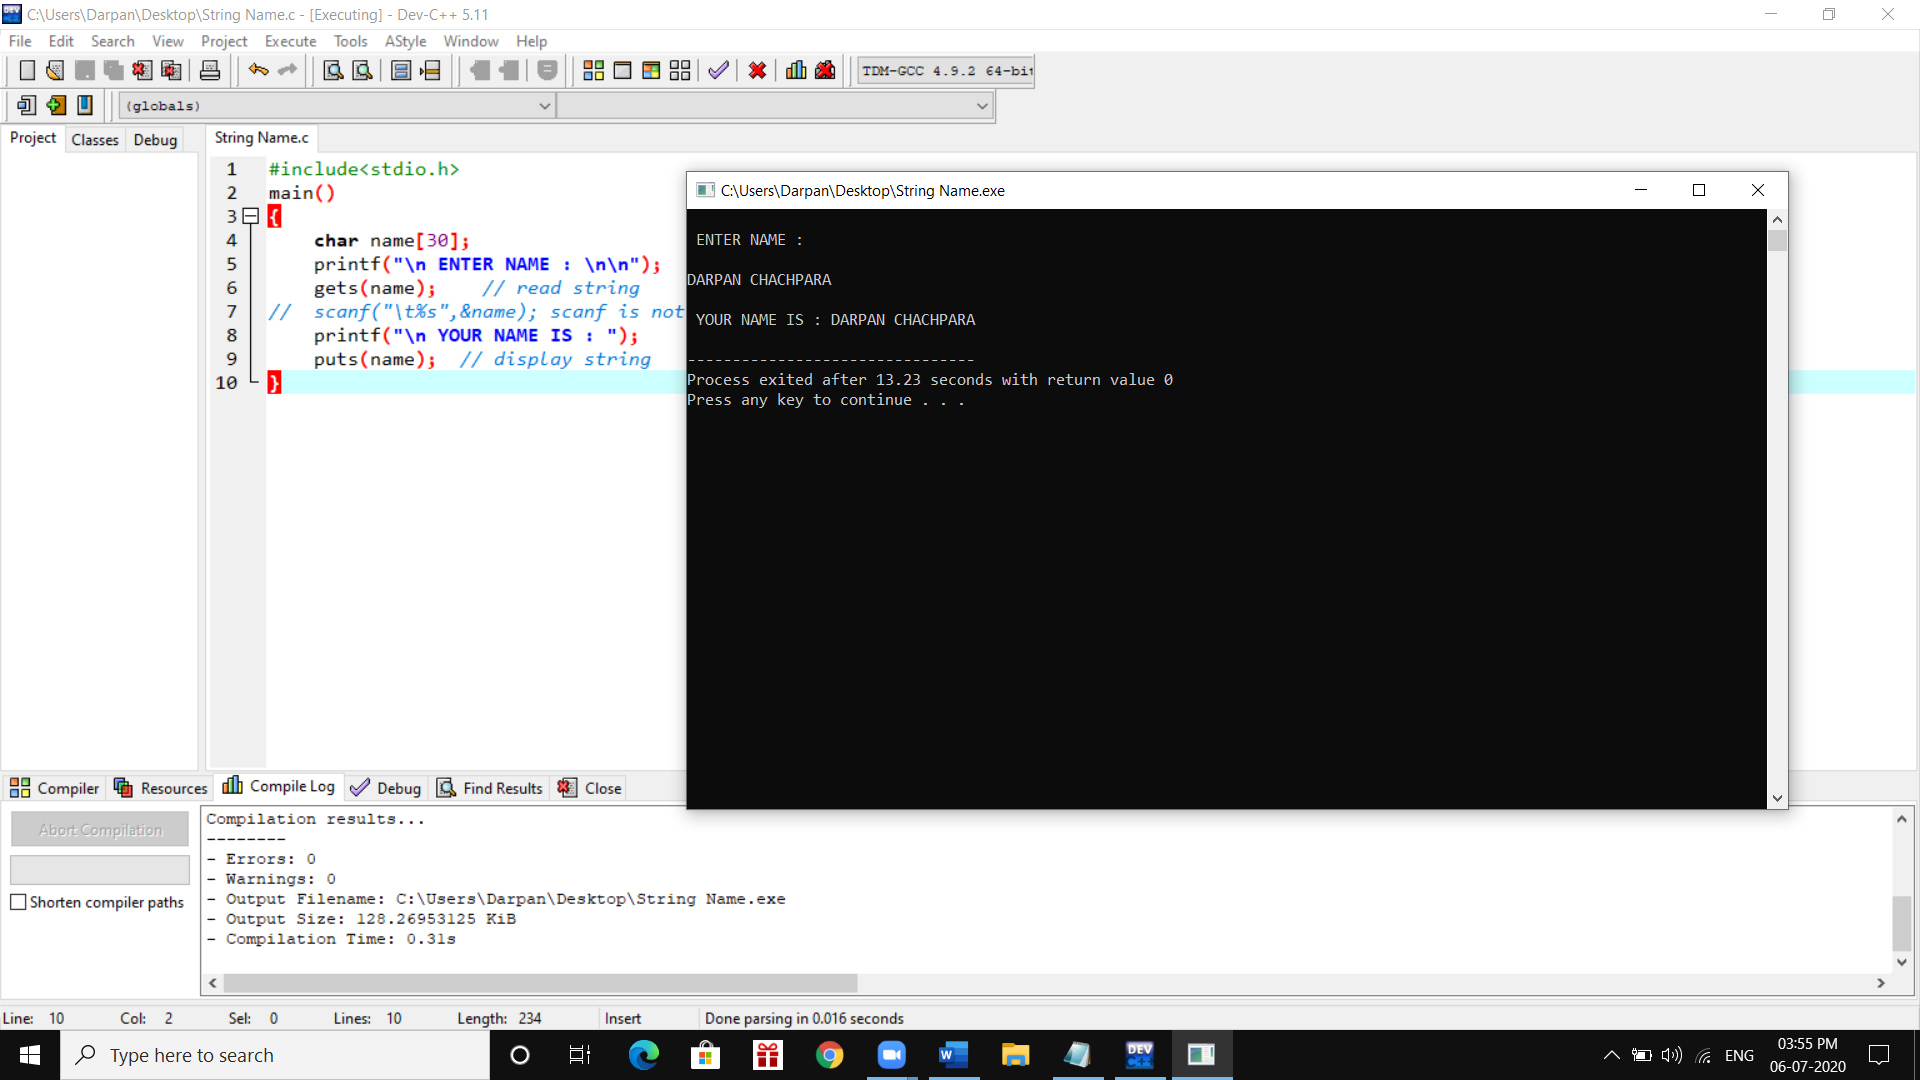 C:\Users\Darpan\Desktop\String Name.c - [Executing] - Dev-C++ 5.11
File Edit Search View Project Execute Tools AStyle Window Help
TDM-GCC 4.9.2 64-bit
(globals)
Project Classes Debug String Name.c
1 #include<stdio.h>
2 main()
3 {
4 char name[30];
5 printf("\n ENTER NAME : \n\n");
6 gets(name); // read string
7 // scanf("\t%s",&name); scanf is not
8 printf("\n YOUR NAME IS : ");
9 puts(name); // display string
10 }
C:\Users\Darpan\Desktop\String Name.exe
ENTER NAME :
DARPAN CHACHPARA
YOUR NAME IS : DARPAN CHACHPARA
--------------------------------
Process exited after 13.23 seconds with return value 0
Press any key to continue . . .
Compiler Resources Compile Log Debug Find Results Close
Abort Compilation
Shorten compiler paths
Compilation results...
--------
- Errors: 0
- Warnings: 0
- Output Filename: C:\Users\Darpan\Desktop\String Name.exe
- Output Size: 128.26953125 KiB
- Compilation Time: 0.31s
Line: 10 Col: 2 Sel: 0 Lines: 10 Length: 234 Insert Done parsing in 0.016 seconds
Type here to search
DEV C++
ENG
03:55 PM
06-07-2020